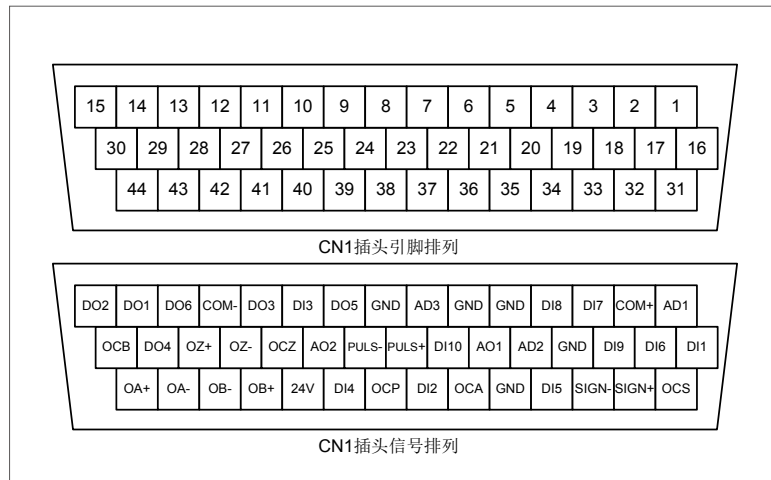 15 14 13 12 11 10 9 8 7 6 5 4 3 2 1
30 29 28 27 26 25 24 23 22 21 20 19 18 17 16
44 43 42 41 40 39 38 37 36 35 34 33 32 31
CN1插头引脚排列
DO2 DO1 DO6 COM- DO3 DI3 DO5 GND AD3 GND GND DI8 DI7 COM+ AD1
OCB DO4 OZ+ OZ- OCZ AO2 PULS- PULS+ DI10 AO1 AD2 GND DI9 DI6 DI1
OA+ OA- OB- OB+ 24V DI4 OCP DI2 OCA GND DI5 SIGN- SIGN+ OCS
CN1插头信号排列